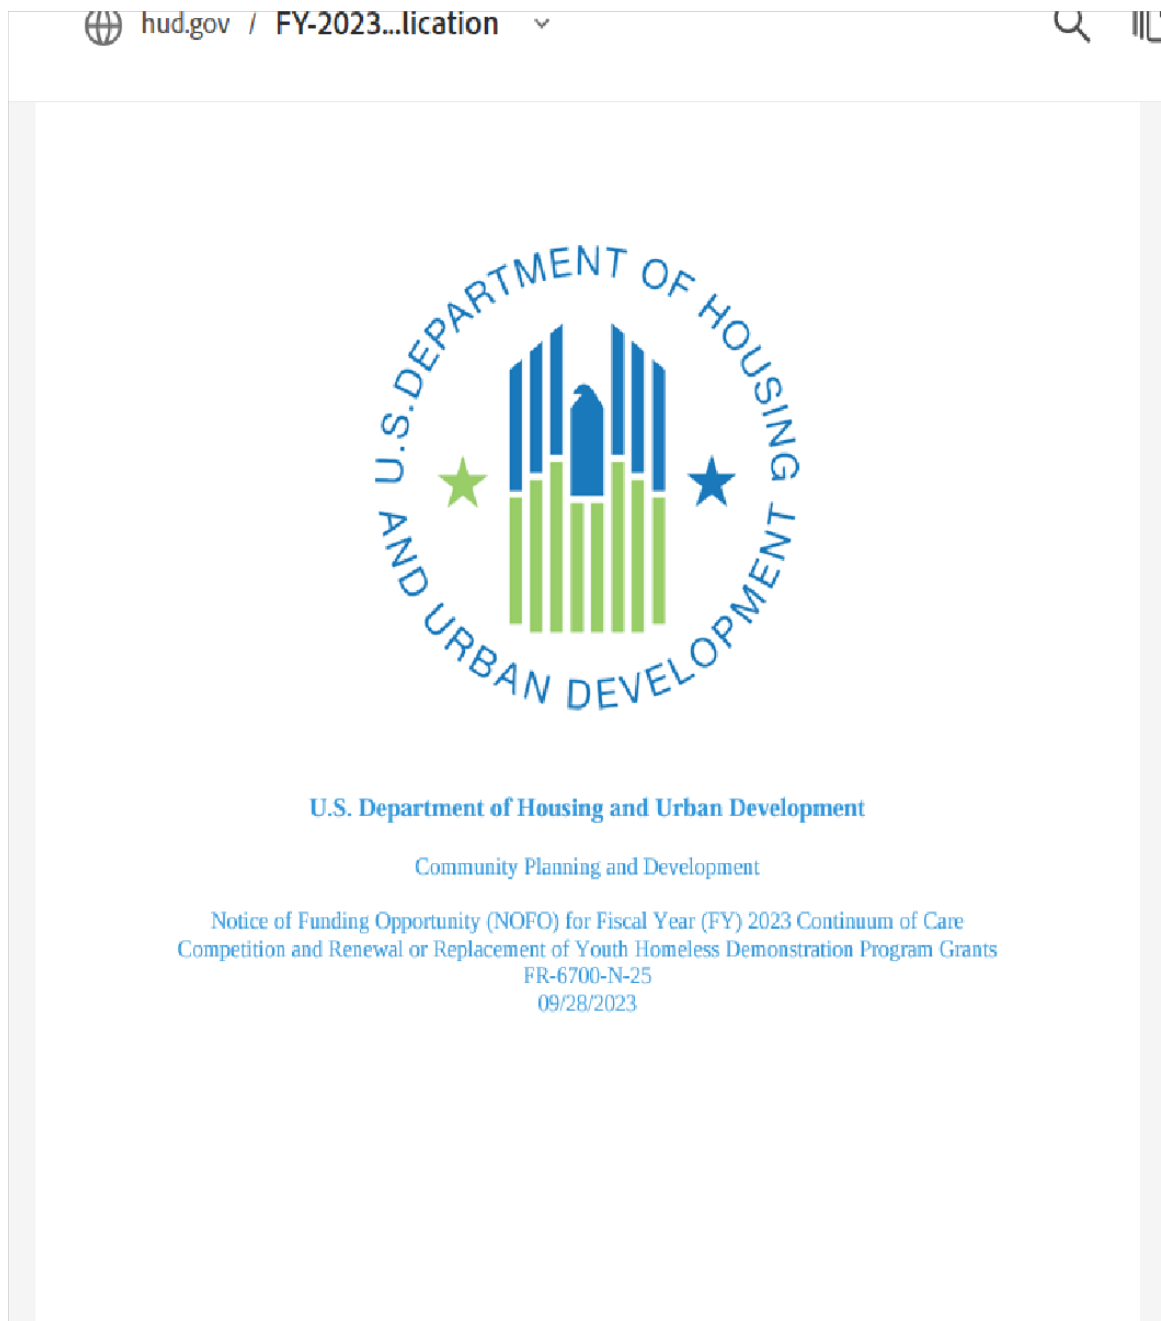 hud.gov / FY-2023...lication
U.S. DEPARTMENT OF HOUSING
AND URBAN DEVELOPMENT
U.S. Department of Housing and Urban Development
Community Planning and Development
Notice of Funding Opportunity (NOFO) for Fiscal Year (FY) 2023 Continuum of Care
Competition and Renewal or Replacement of Youth Homeless Demonstration Program Grants
FR-6700-N-25
09/28/2023